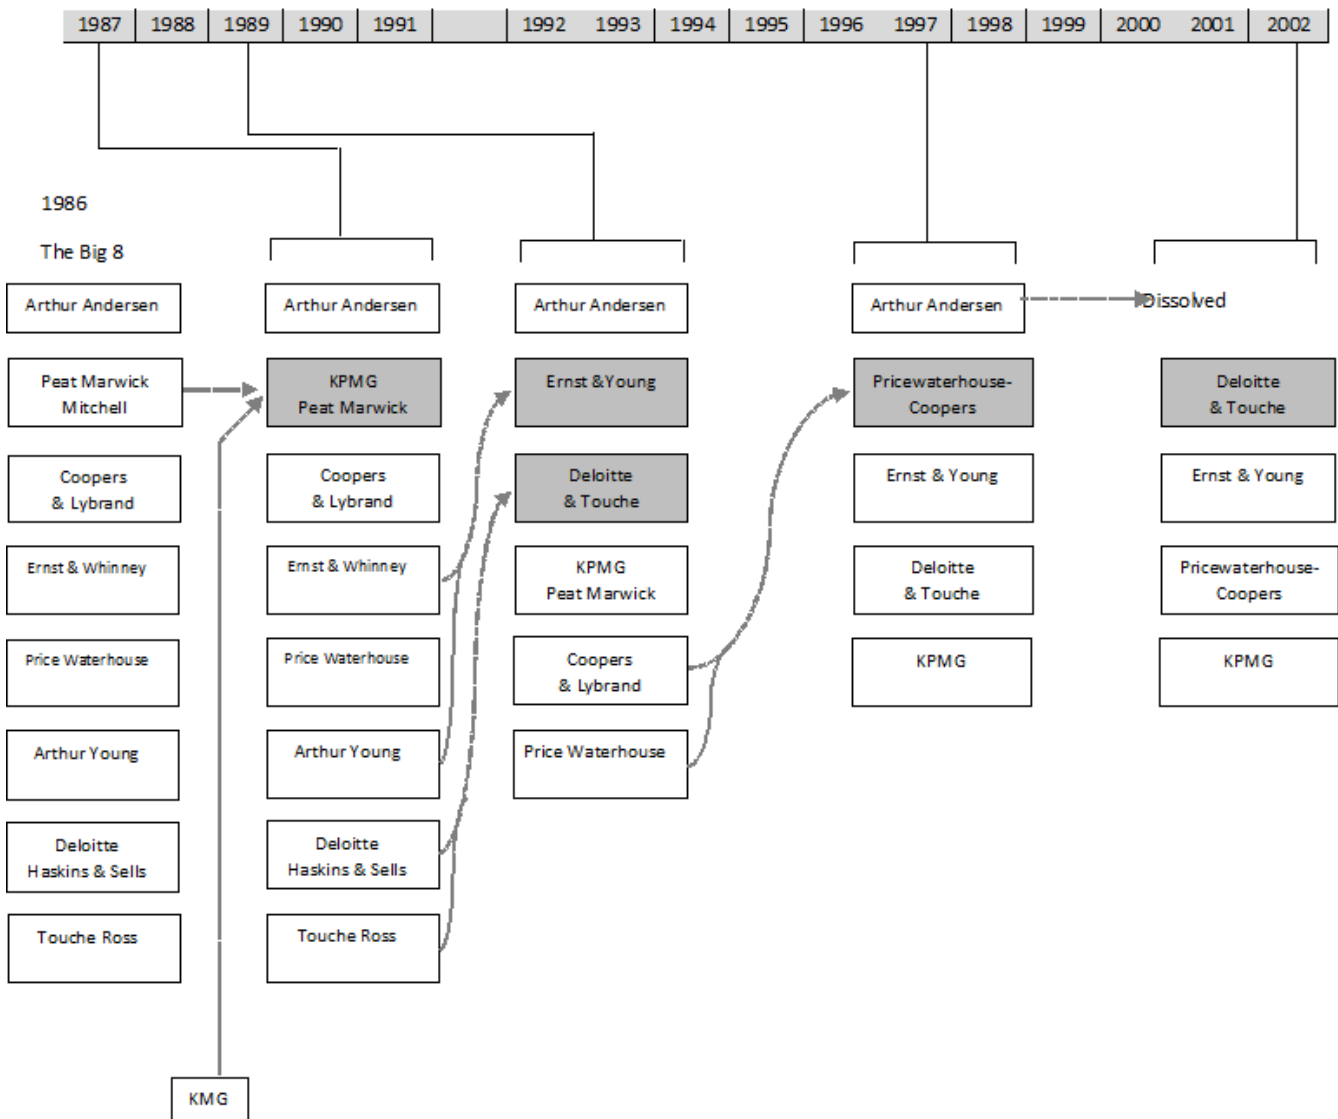 1987 1988 1989 1990 1991 1992 1993 1994 1995 1996 1997 1998 1999 2000 2001 2002
1986
The Big 8
Arthur Andersen
Peat Marwick
Mitchell
Coopers
& Lybrand
Ernst & Whinney
Price Waterhouse
Arthur Young
Deloitte
Haskins & Sells
Touche Ross
KMG
Arthur Andersen
KPMG
Peat Marwick
Coopers
& Lybrand
Ernst & Whinney
Price Waterhouse
Arthur Young
Deloitte
Haskins & Sells
Touche Ross
Arthur Andersen
Ernst &Young
Deloitte
& Touche
KPMG
Peat Marwick
Coopers
& Lybrand
Price Waterhouse
Arthur Andersen
Pricewaterhouse-
Coopers
Ernst & Young
Deloitte
& Touche
KPMG
Dissolved
Deloitte
& Touche
Ernst & Young
Pricewaterhouse-
Coopers
KPMG